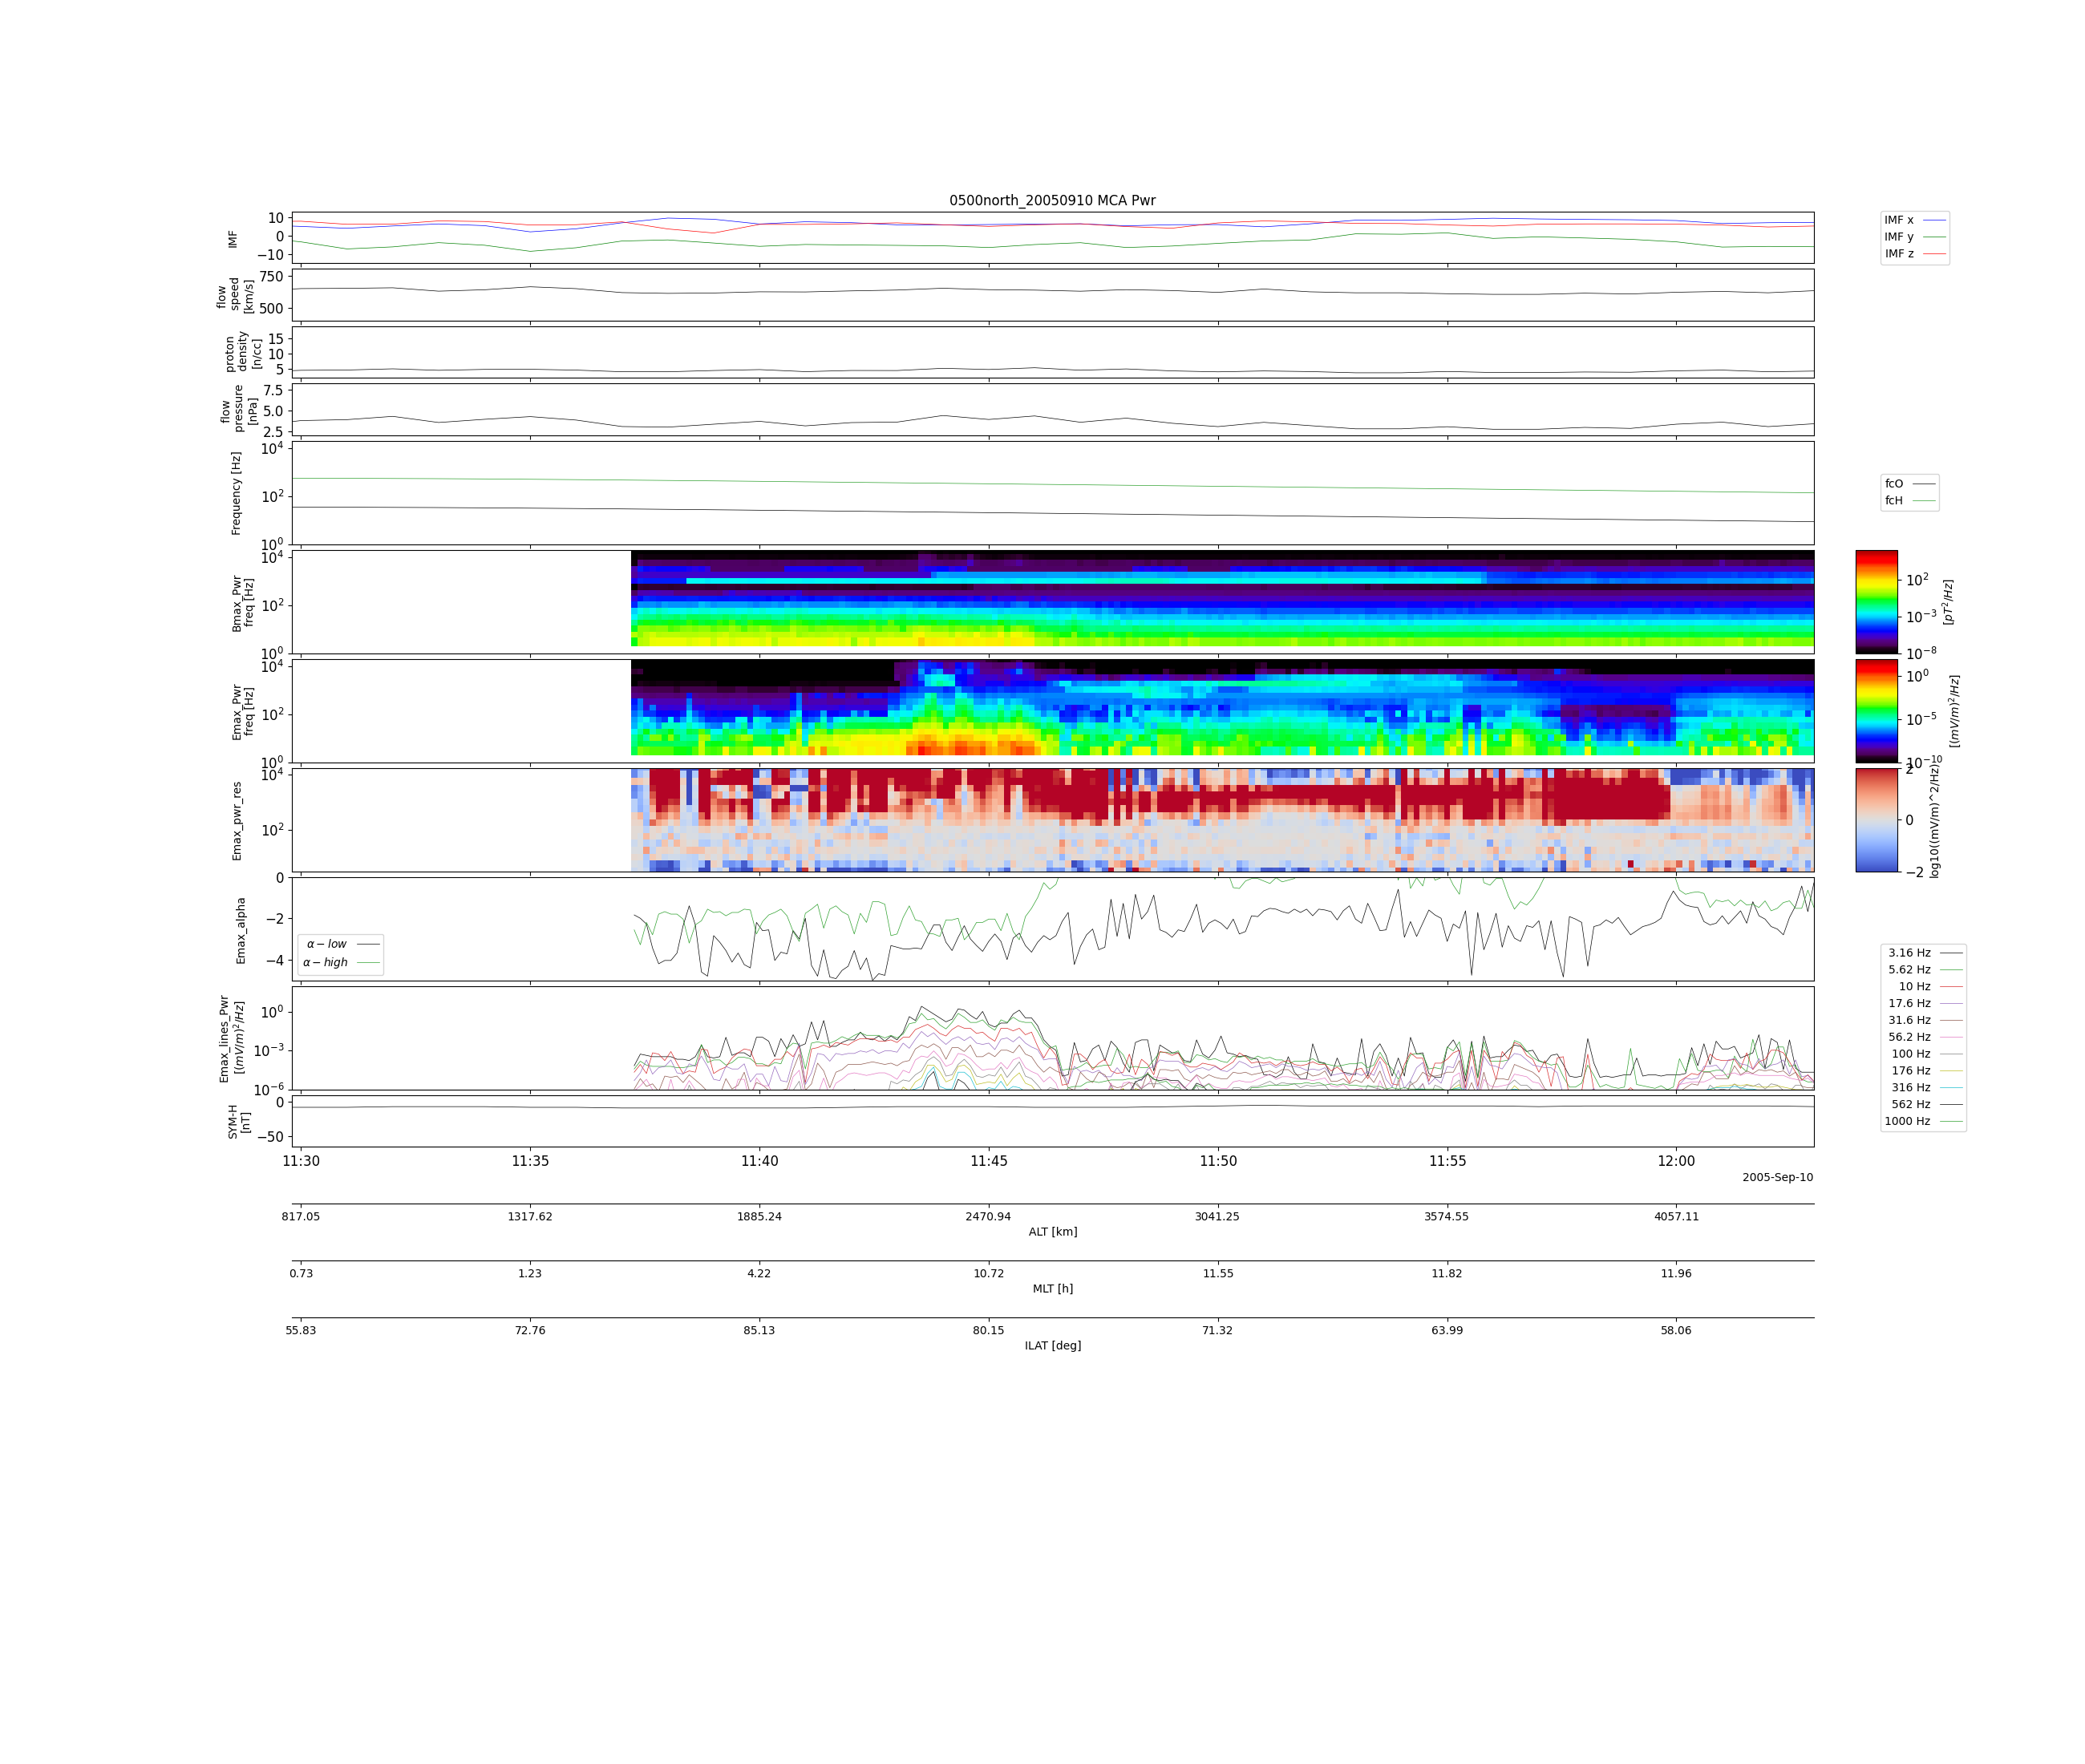 0500north_20050910 MCA Pwr
10
0
−10
IMF
IMF x
IMF y
IMF z
750
500
flow
speed
[km/s]
15
10
5
proton
density
[n/cc]
7.5
5.0
2.5
flow
pressure
[nPa]
10^4
10^2
10^0
Frequency [Hz]
fcO
fcH
10^4
10^2
10^0
Bmax_Pwr
freq [Hz]
10^2
10^−3
10^−8
[pT^2/Hz]
10^4
10^2
10^0
Emax_Pwr
freq [Hz]
10^0
10^−5
10^−10
[(mV/m)^2/Hz]
10^4
10^2
Emax_pwr_res
2
0
−2
log10((mV/m)^2/Hz)
0
−2
−4
Emax_alpha
α − low
α − high
10^0
10^−3
10^−6
Emax_lines_Pwr
[(mV/m)^2/Hz]
3.16 Hz
5.62 Hz
10 Hz
17.6 Hz
31.6 Hz
56.2 Hz
100 Hz
176 Hz
316 Hz
562 Hz
1000 Hz
0
−50
SYM-H
[nT]
11:30 11:35 11:40 11:45 11:50 11:55 12:00
2005-Sep-10
817.05 1317.62 1885.24 2470.94 3041.25 3574.55 4057.11
ALT [km]
0.73 1.23 4.22 10.72 11.55 11.82 11.96
MLT [h]
55.83 72.76 85.13 80.15 71.32 63.99 58.06
ILAT [deg]